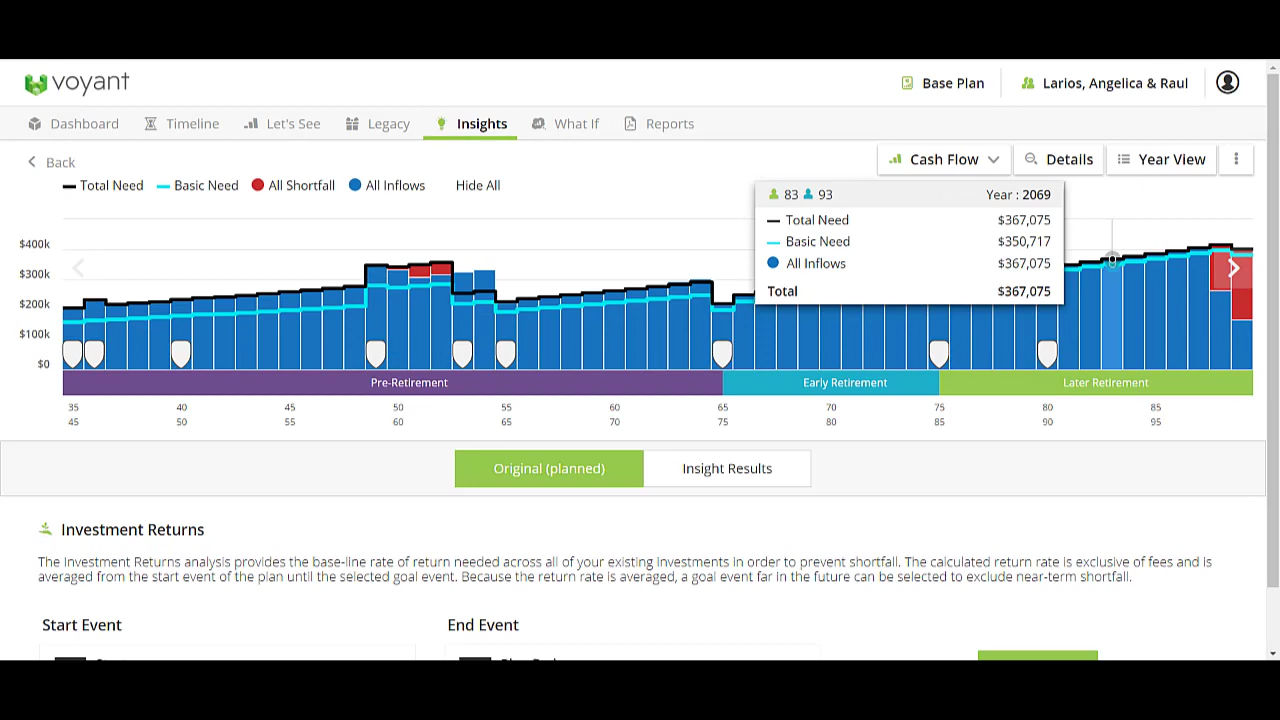 voyant
Base Plan
Larios, Angelica & Raul
Dashboard Timeline Let's See Legacy Insights What If Reports
Back
Cash Flow Details Year View
Total Need Basic Need All Shortfall All Inflows Hide All
83 93 Year : 2069
Total Need $367,075
Basic Need $350,717
All Inflows $367,075
Total $367,075
$400k
$300k
$200k
$100k
$0
Pre-Retirement Early Retirement Later Retirement
35 40 50 55 60 65 70 75 80 85
45 50 55 60 65 70 75 80 85 90 95
Original (planned) Insight Results
Investment Returns
The Investment Returns analysis provides the base-line rate of return needed across all of your existing investments in order to prevent shortfall. The calculated return rate is exclusive of fees and is
averaged from the start event of the plan until the selected goal event. Because the return rate is averaged, a goal event far in the future can be selected to exclude near-term shortfall.
Start Event End Event